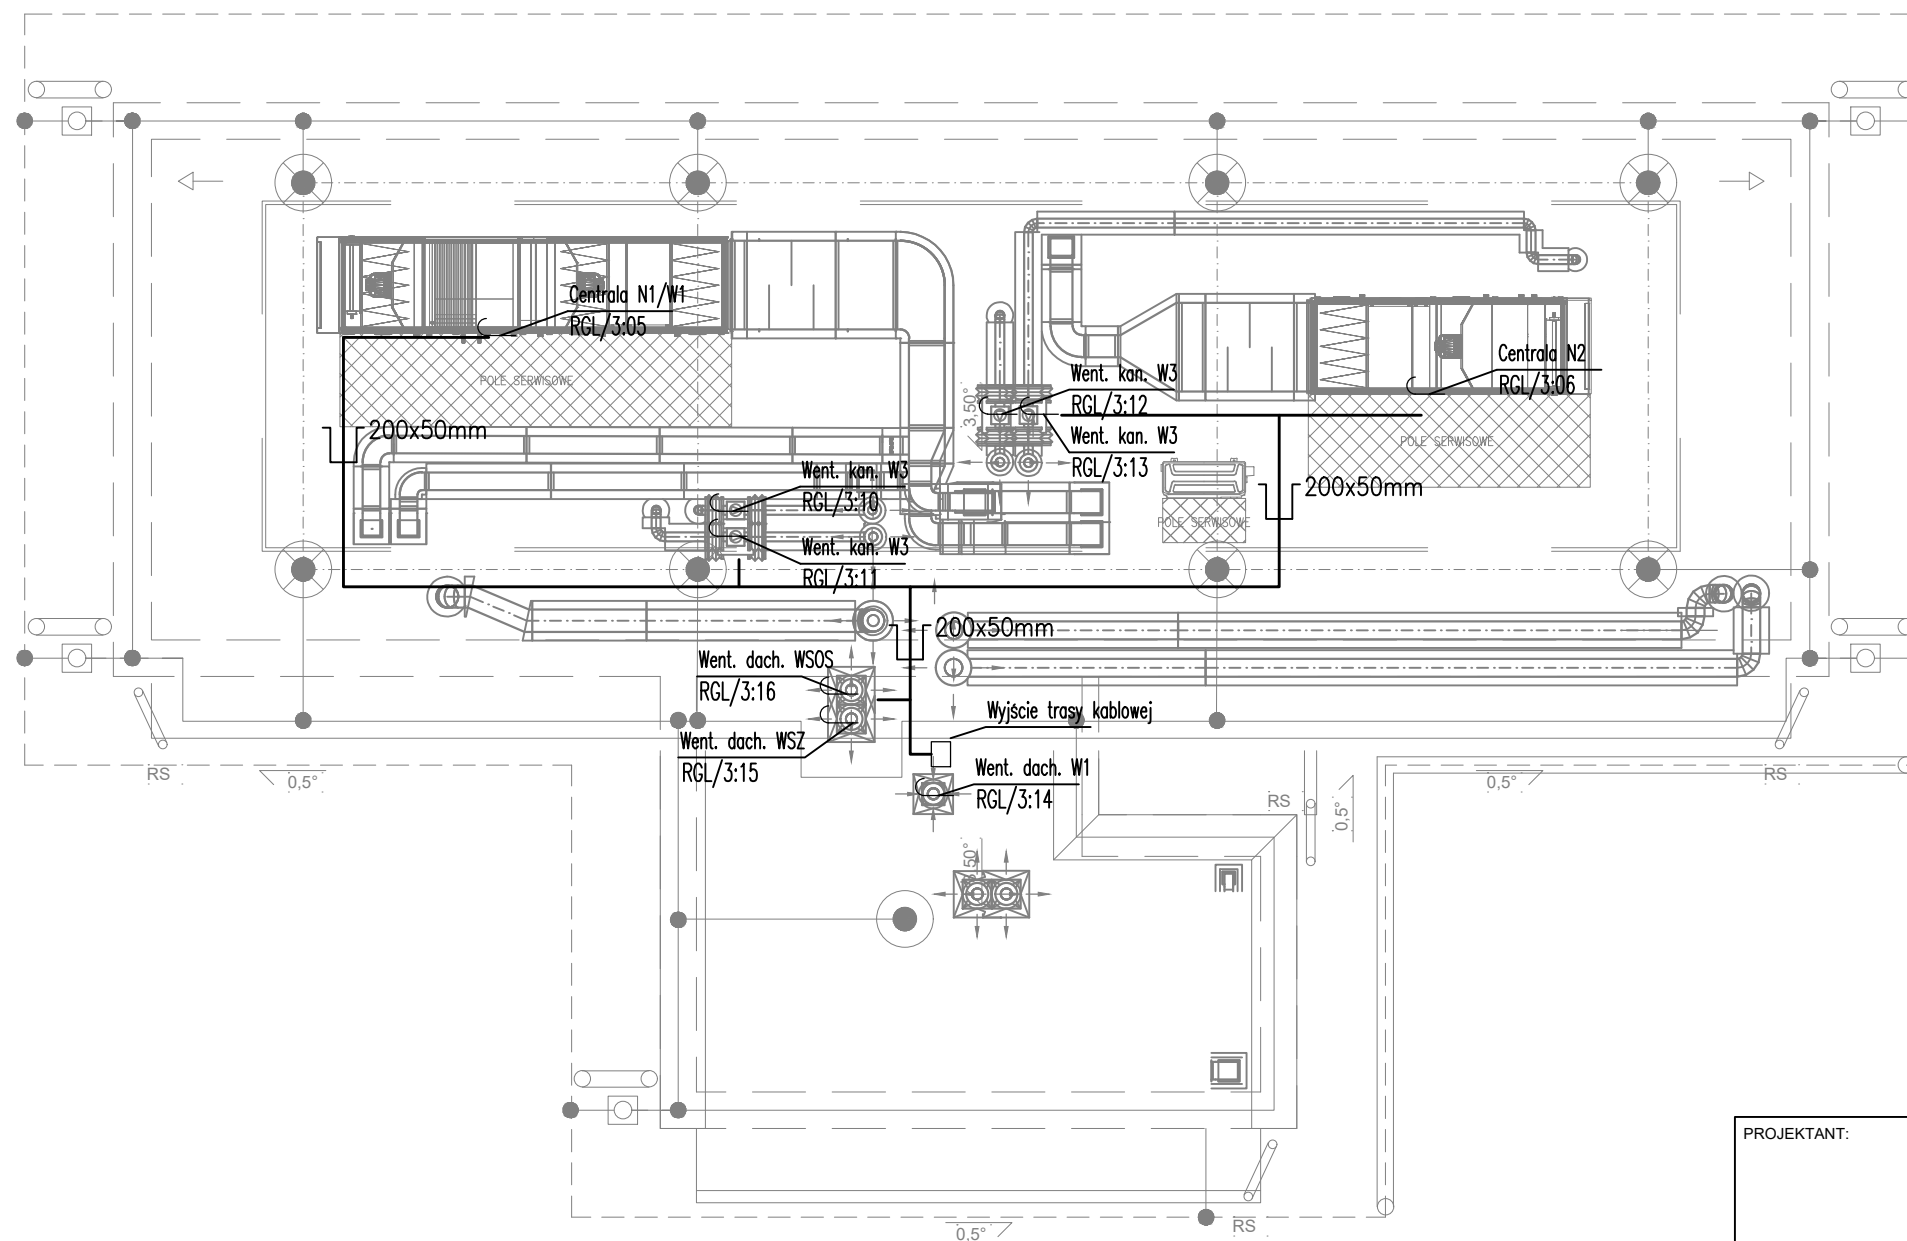 Centrala N1/W1
RGL/3:05
POLE SERWISOWE
200x50mm
Went. kan. W3
RGL/3:10
Went. kan. W3
RGL/3:11
3,50°
Went. kan. W3
RGL/3:12
Went. kan. W3
RGL/3:13
Centrala N2
RGL/3:06
POLE SERWISOWE
200x50mm
POLE SERWISOWE
200x50mm
Went. dach. WSOS
RGL/3:16
Went. dach. WSZ
RGL/3:15
Wyjście trasy kablowej
Went. dach. W1
RGL/3:14
RS
0,5°
RS
0,5°
0,5°
RS
RS
0,5°
PROJEKTANT: